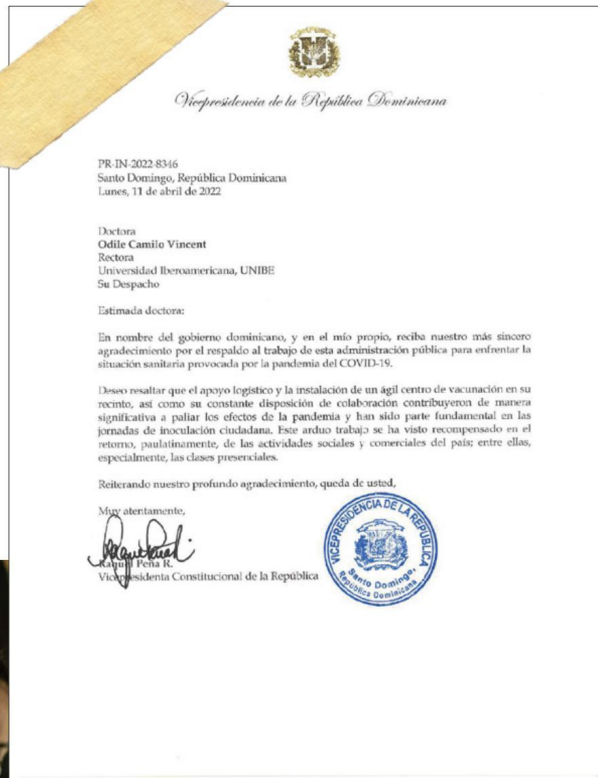 Vicepresidencia de la República Dominicana
PR-IN-2022-8346
Santo Domingo, República Dominicana
Lunes, 11 de abril de 2022
Doctora
Odile Camilo Vincent
Rectora
Universidad Iberoamericana, UNIBE
Su Despacho
Estimada doctora:
En nombre del gobierno dominicano, y en el mío propio, reciba nuestro más sincero
agradecimiento por el respaldo al trabajo de esta administración pública para enfrentar la
situación sanitaria provocada por la pandemia del COVID-19.
Deseo resaltar que el apoyo logístico y la instalación de un ágil centro de vacunación en su
recinto, así como su constante disposición de colaboración contribuyeron de manera
significativa a paliar los efectos de la pandemia y han sido parte fundamental en las
jornadas de inoculación ciudadana. Este arduo trabajo se ha visto recompensado en el
retorno, paulatinamente, de las actividades sociales y comerciales del país; entre ellas,
especialmente, las clases presenciales.
Reiterando nuestro profundo agradecimiento, queda de usted,
Muy atentamente,
Raquel Peña R.
Vicepresidenta Constitucional de la República
VICEPRESIDENCIA DE LA REPUBLICA
Santo Domingo,
República Dominicana